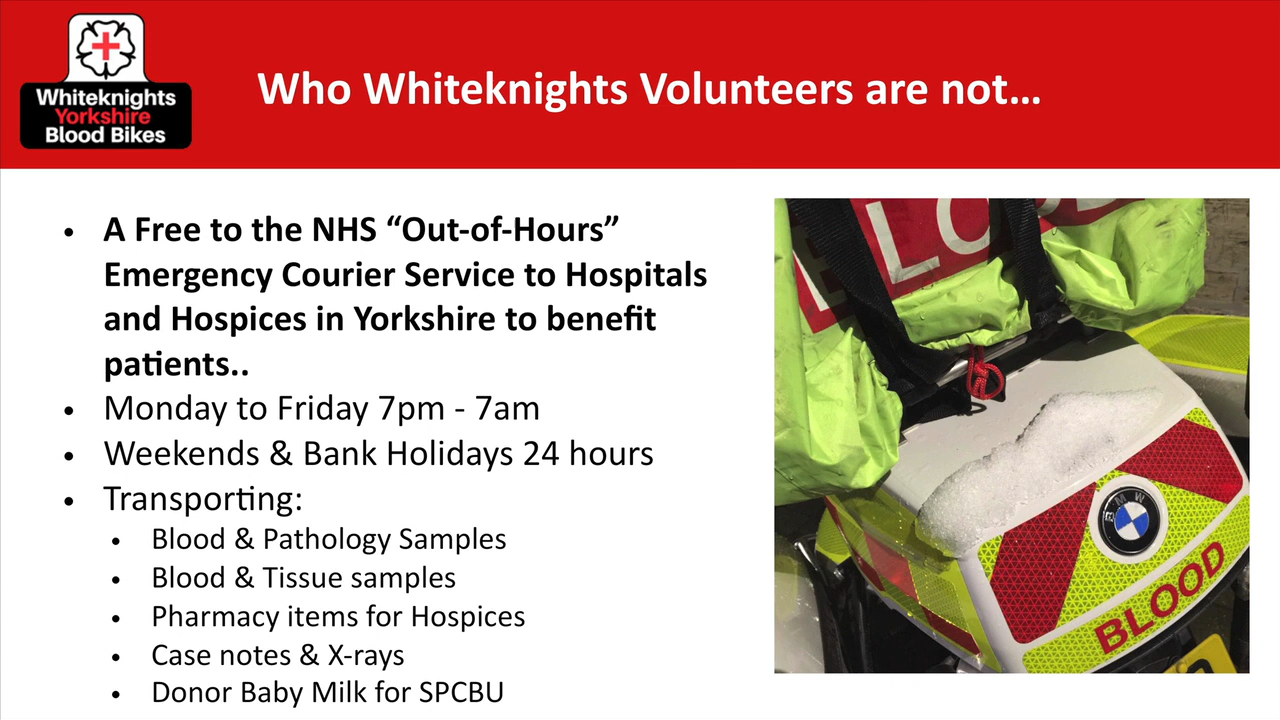 Whiteknights
Yorkshire
Blood Bikes
Who Whiteknights Volunteers are not...
• A Free to the NHS “Out-of-Hours”
Emergency Courier Service to Hospitals
and Hospices in Yorkshire to benefit
patients..
• Monday to Friday 7pm - 7am
• Weekends & Bank Holidays 24 hours
• Transporting:
• Blood & Pathology Samples
• Blood & Tissue samples
• Pharmacy items for Hospices
• Case notes & X-rays
• Donor Baby Milk for SPCBU
BMW
BLOOD